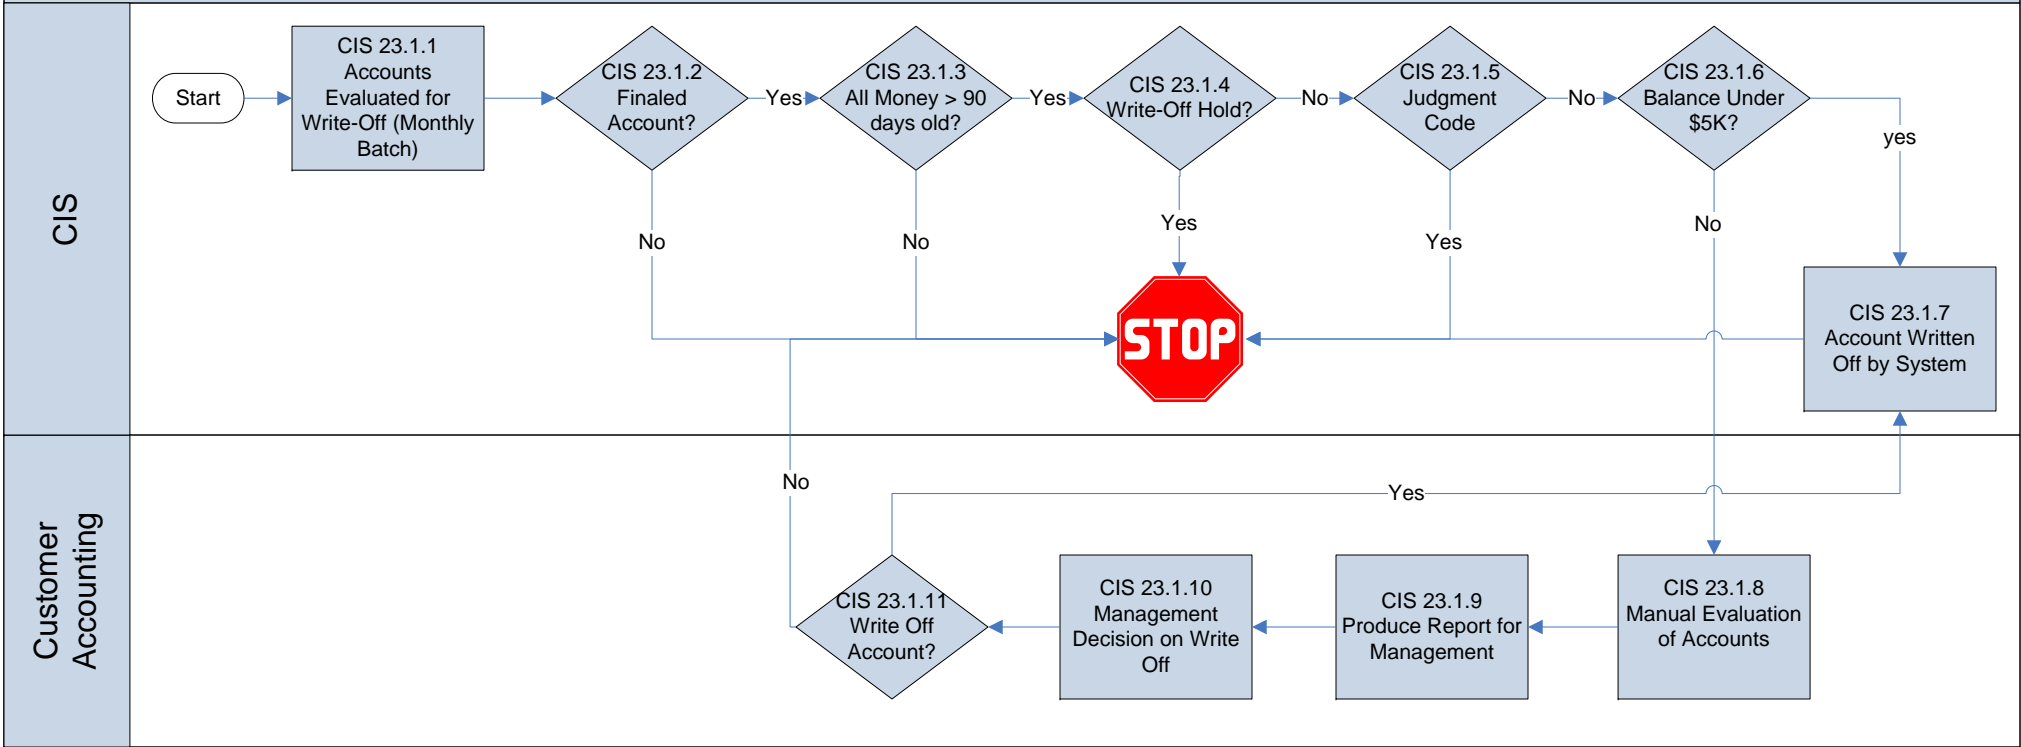 CIS
Start
CIS 23.1.1
Accounts
Evaluated for
Write-Off (Monthly
Batch)
CIS 23.1.2
Finaled
Account?
Yes
No
CIS 23.1.3
All Money > 90
days old?
Yes
No
CIS 23.1.4
Write-Off Hold?
No
Yes
CIS 23.1.5
Judgment
Code
No
Yes
CIS 23.1.6
Balance Under
$5K?
yes
No
STOP
CIS 23.1.7
Account Written
Off by System
Customer
Accounting
No
Yes
CIS 23.1.11
Write Off
Account?
CIS 23.1.10
Management
Decision on Write
Off
CIS 23.1.9
Produce Report for
Management
CIS 23.1.8
Manual Evaluation
of Accounts